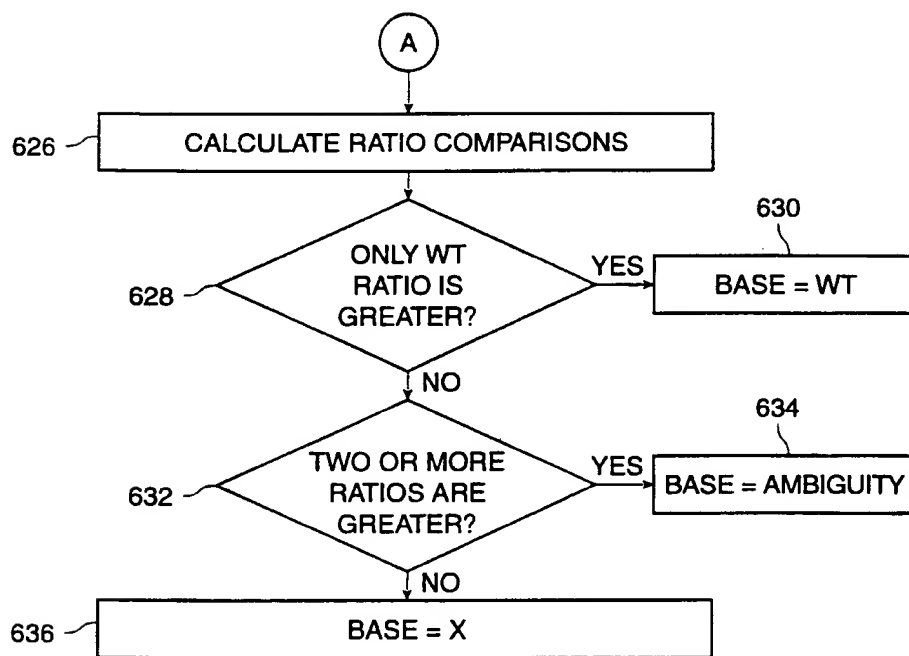 A
626
CALCULATE RATIO COMPARISONS
628
ONLY WT
RATIO IS
GREATER?
YES
630
BASE = WT
NO
632
TWO OR MORE
RATIOS ARE
GREATER?
YES
634
BASE = AMBIGUITY
NO
636
BASE = X